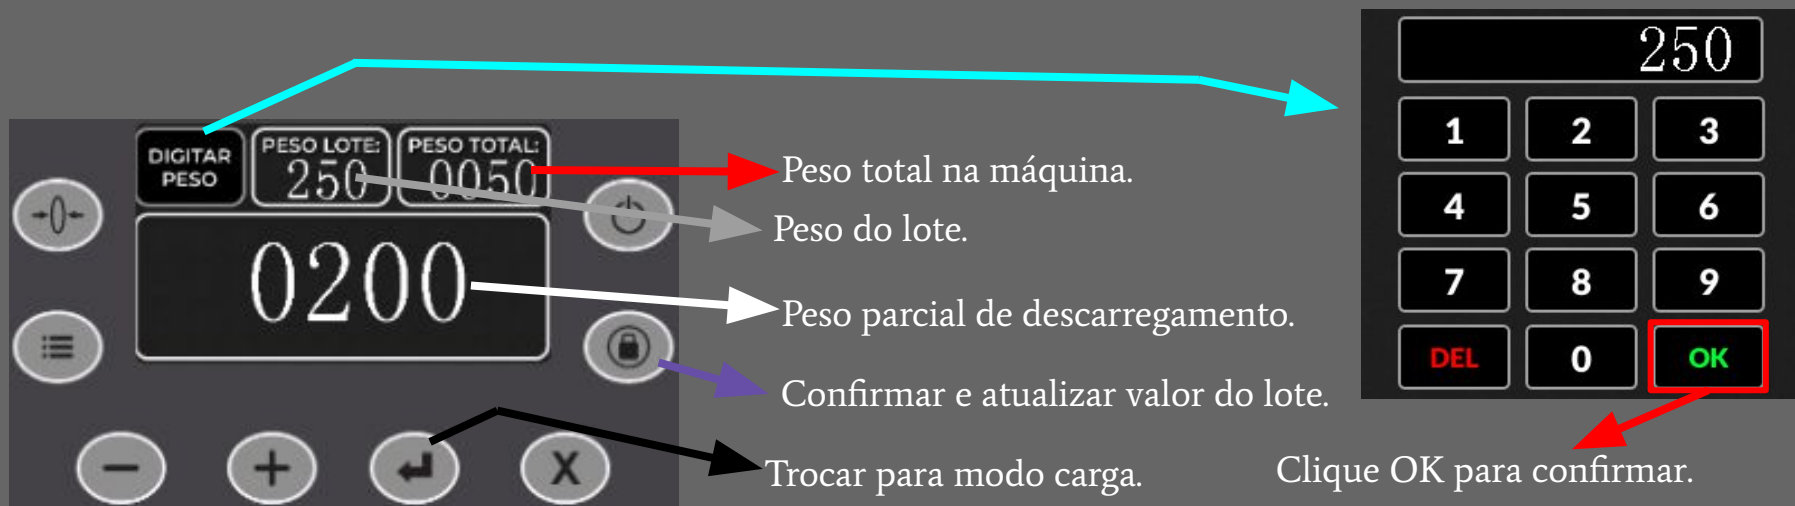 250
1 2 3
4 5 6
7 8 9
DEL 0 OK
DIGITAR
PESO
PESO LOTE:
250
PESO TOTAL:
0050
0200
X
Peso total na máquina.
Peso do lote.
Peso parcial de descarregamento.
Confirmar e atualizar valor do lote.
Trocar para modo carga.
Clique OK para confirmar.